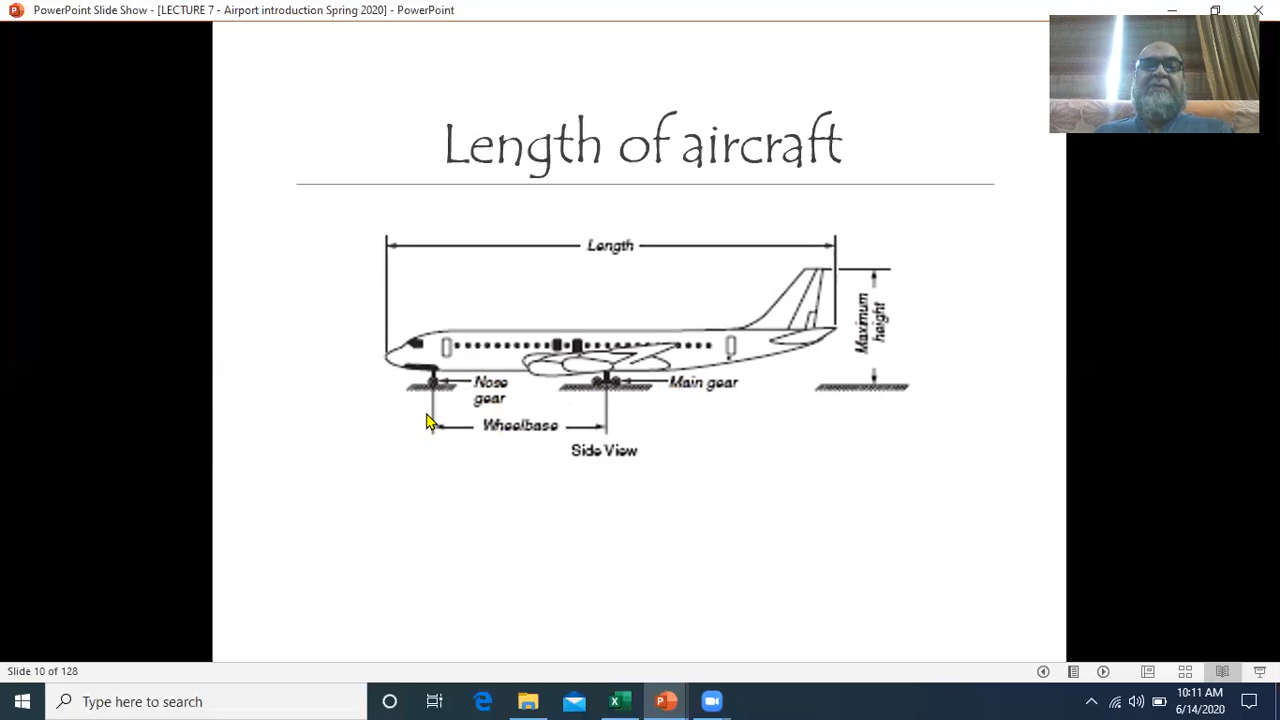 PowerPoint Slide Show - [LECTURE 7 - Airport introduction Spring 2020] - PowerPoint
Length of aircraft
Length
Maximum
height
Nose
gear
Main gear
Wheelbase
Side View
Slide 10 of 128
Type here to search
10:11 AM
6/14/2020